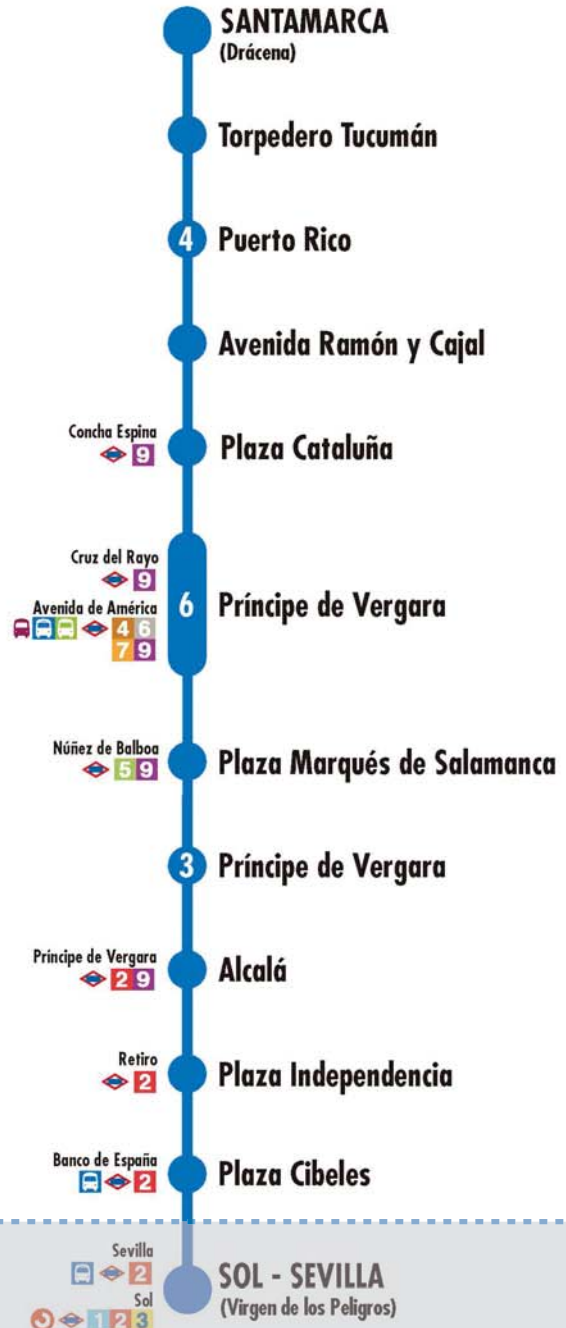 SANTAMARCA
(Drácena)
Torpedero Tucumán
4 Puerto Rico
Avenida Ramón y Cajal
Concha Espina
9
Plaza Cataluña
Cruz del Rayo
9
Avenida de América
4 6
7 9
6 Príncipe de Vergara
Núñez de Balboa
5 9
Plaza Marqués de Salamanca
3 Príncipe de Vergara
Príncipe de Vergara
2 9
Alcalá
Retiro
2
Plaza Independencia
Banco de España
2
Plaza Cibeles
Sevilla
2
Sol
1 2 3
SOL - SEVILLA
(Virgen de los Peligros)